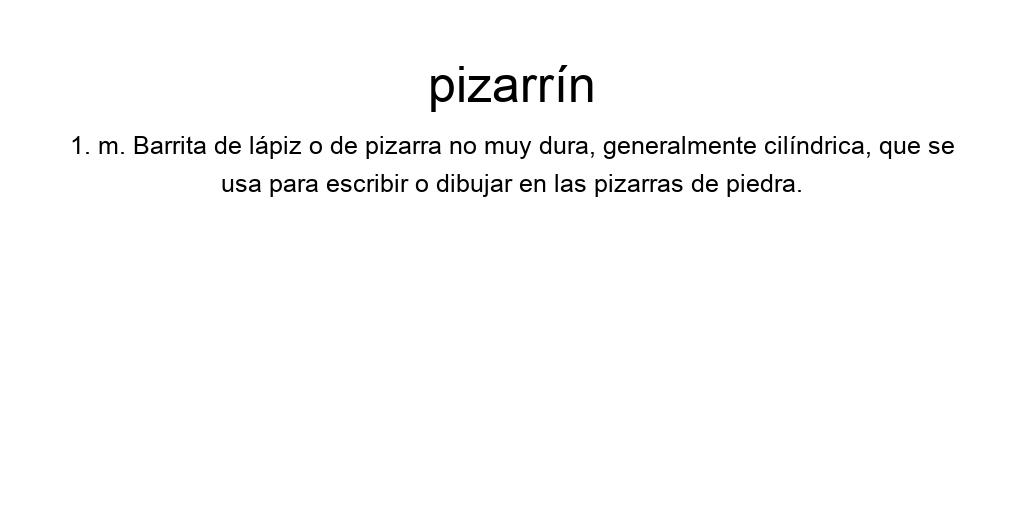 pizarrín
1. m. Barrita de lápiz o de pizarra no muy dura, generalmente cilíndrica, que se
usa para escribir o dibujar en las pizarras de piedra.